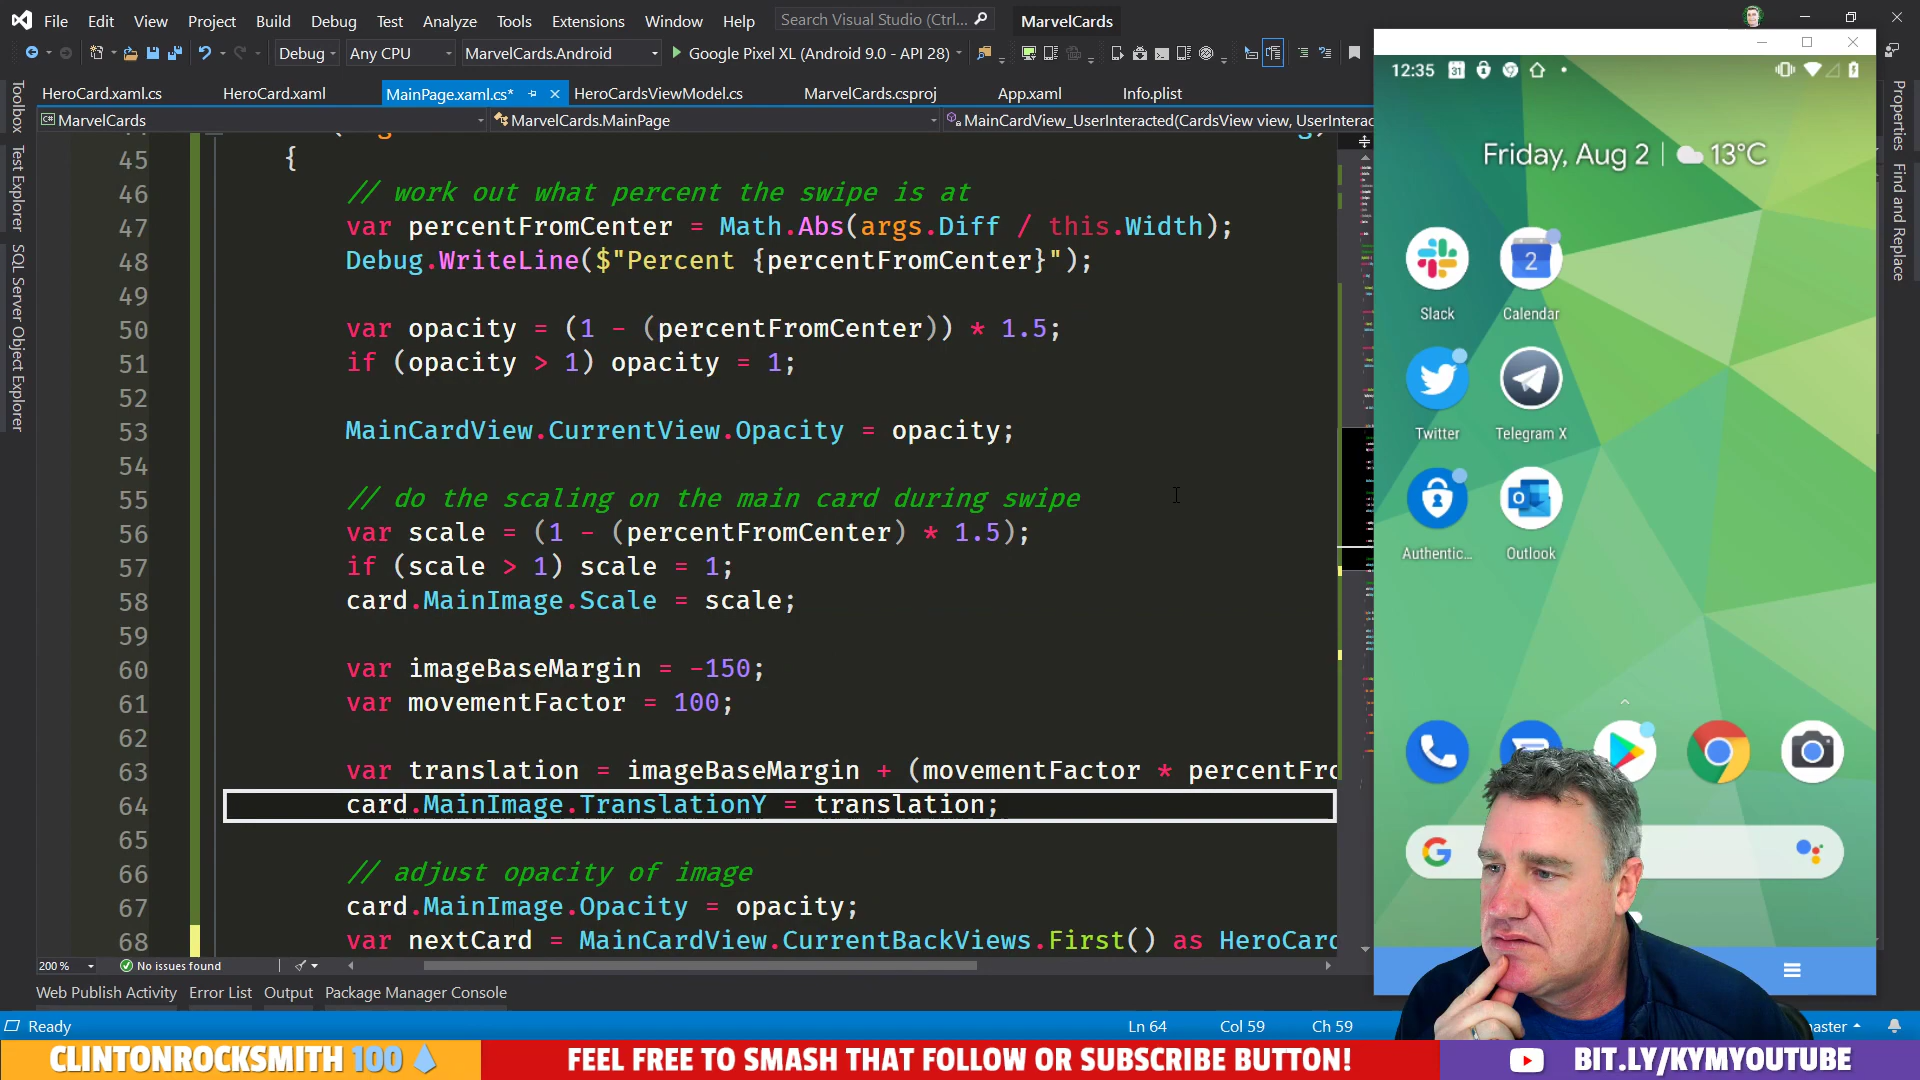 File Edit View Project Build Debug Test Analyze Tools Extensions Window Help Search Visual Studio (Ctrl... MarvelCards
Debug Any CPU MarvelCards.Android Google Pixel XL (Android 9.0 - API 28)
HeroCard.xaml.cs HeroCard.xaml MainPage.xaml.cs* HeroCardsViewModel.cs MarvelCards.csproj App.xaml Info.plist
MarvelCards MarvelCards.MainPage MainCardView_UserInteracted(CardsView view, UserInterac
45 {
46 // work out what percent the swipe is at
47 var percentFromCenter = Math.Abs(args.Diff / this.Width);
48 Debug.WriteLine($"Percent {percentFromCenter}");
49
50 var opacity = (1 - (percentFromCenter)) * 1.5;
51 if (opacity > 1) opacity = 1;
52
53 MainCardView.CurrentView.Opacity = opacity;
54
55 // do the scaling on the main card during swipe
56 var scale = (1 - (percentFromCenter) * 1.5);
57 if (scale > 1) scale = 1;
58 card.MainImage.Scale = scale;
59
60 var imageBaseMargin = -150;
61 var movementFactor = 100;
62
63 var translation = imageBaseMargin + (movementFactor * percentFro
64 card.MainImage.TranslationY = translation;
65
66 // adjust opacity of image
67 card.MainImage.Opacity = opacity;
68 var nextCard = MainCardView.CurrentBackViews.First() as HeroCard
200 % No issues found
Web Publish Activity Error List Output Package Manager Console
Ready Ln 64 Col 59 Ch 59 master
Toolbox
Test Explorer
SQL Server Object Explorer
Properties
Find and Replace
12:35 31
Friday, Aug 2 | 13°C
2
Slack Calendar
Twitter Telegram X
Authentic... Outlook
G
CLINTONROCKSMITH 100
FEEL FREE TO SMASH THAT FOLLOW OR SUBSCRIBE BUTTON!
BIT.LY/KYMYOUTUBE